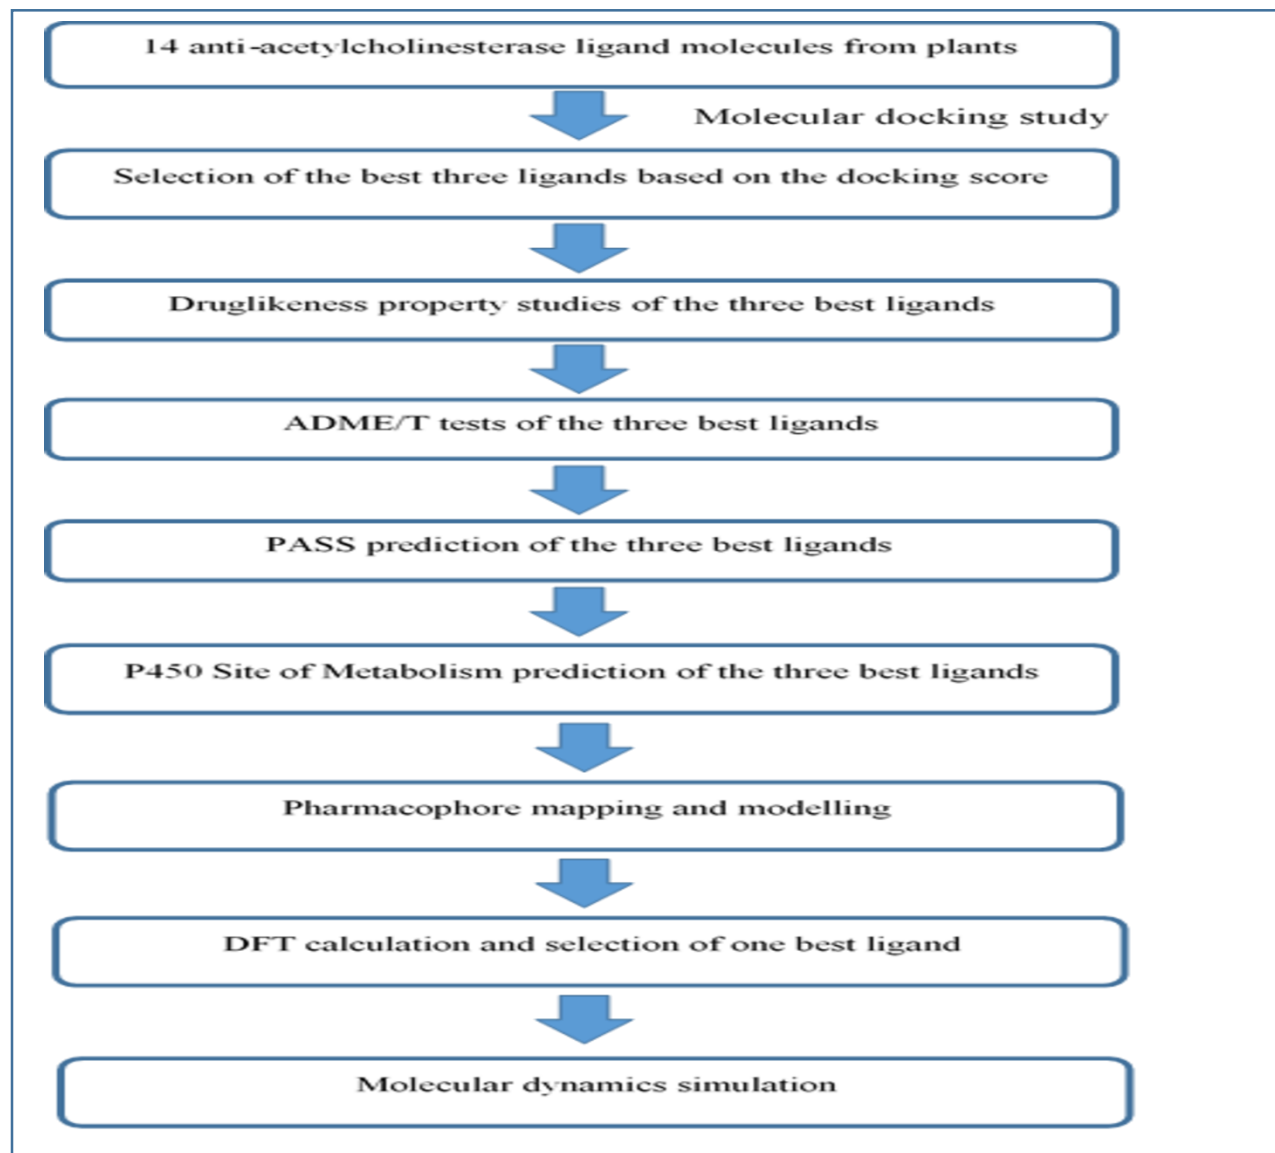 14 anti-acetylcholinesterase ligand molecules from plants
Molecular docking study
Selection of the best three ligands based on the docking score
Druglikeness property studies of the three best ligands
ADME/T tests of the three best ligands
PASS prediction of the three best ligands
P450 Site of Metabolism prediction of the three best ligands
Pharmacophore mapping and modelling
DFT calculation and selection of one best ligand
Molecular dynamics simulation